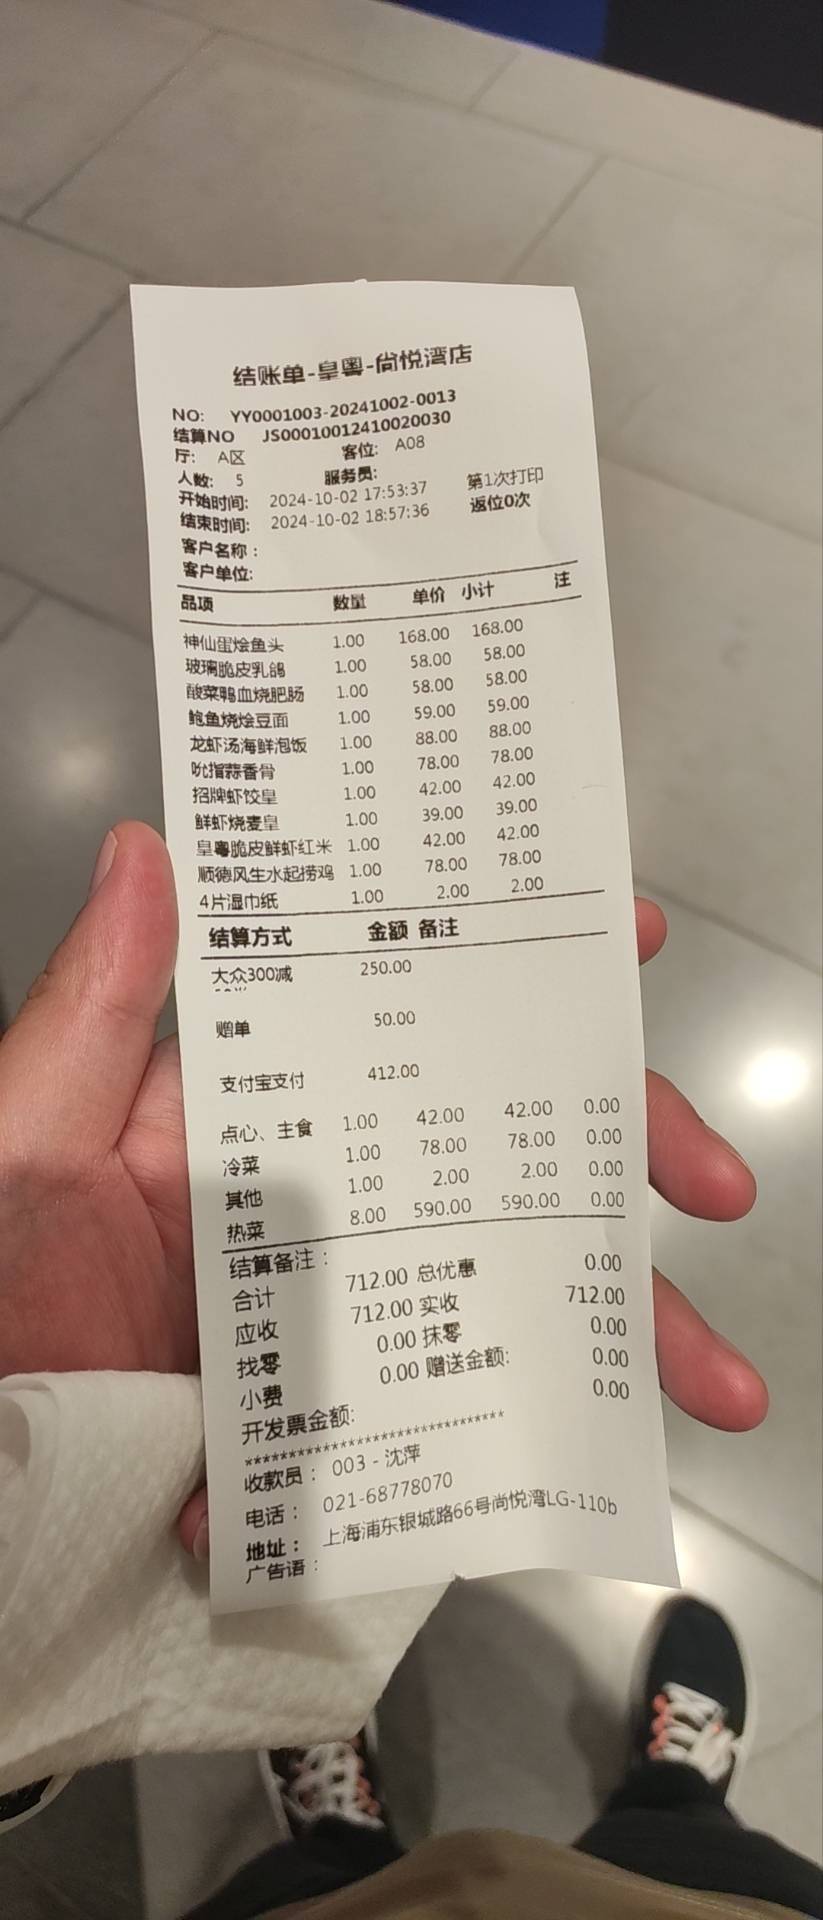 结账单-皇粤-尚悦湾店
NO: YY0001003-20241002-0013
结算NO JS00010012410020030
厅: A区 客位: A08
人数: 5 服务员:
开始时间: 2024-10-02 17:53:37 第1次打印
结束时间: 2024-10-02 18:57:36 返位0次
客户名称:
客户单位:
品项 数量 单价 小计 注
神仙蛋烩鱼头 1.00 168.00 168.00
玻璃脆皮乳鸽 1.00 58.00 58.00
酸菜鸭血烧肥肠 1.00 58.00 58.00
鲍鱼烧烩豆面 1.00 59.00 59.00
龙虾汤海鲜泡饭 1.00 88.00 88.00
吮指蒜香骨 1.00 78.00 78.00
招牌虾饺皇 1.00 42.00 42.00
鲜虾烧麦皇 1.00 39.00 39.00
皇粤脆皮鲜虾红米 1.00 42.00 42.00
顺德风生水起捞鸡 1.00 78.00 78.00
4片湿巾纸 1.00 2.00 2.00
结算方式 金额 备注
大众300减 250.00
赠单 50.00
支付宝支付 412.00
点心、主食 1.00 42.00 42.00 0.00
冷菜 1.00 78.00 78.00 0.00
其他 1.00 2.00 2.00 0.00
热菜 8.00 590.00 590.00 0.00
结算备注:
合计 712.00 总优惠 0.00
应收 712.00 实收 712.00
找零 0.00 抹零 0.00
小费 0.00 赠送金额: 0.00
开发票金额: 0.00
*******************************
收款员: 003 - 沈萍
电话: 021-68778070
地址: 上海浦东银城路66号尚悦湾LG-110b
广告语: